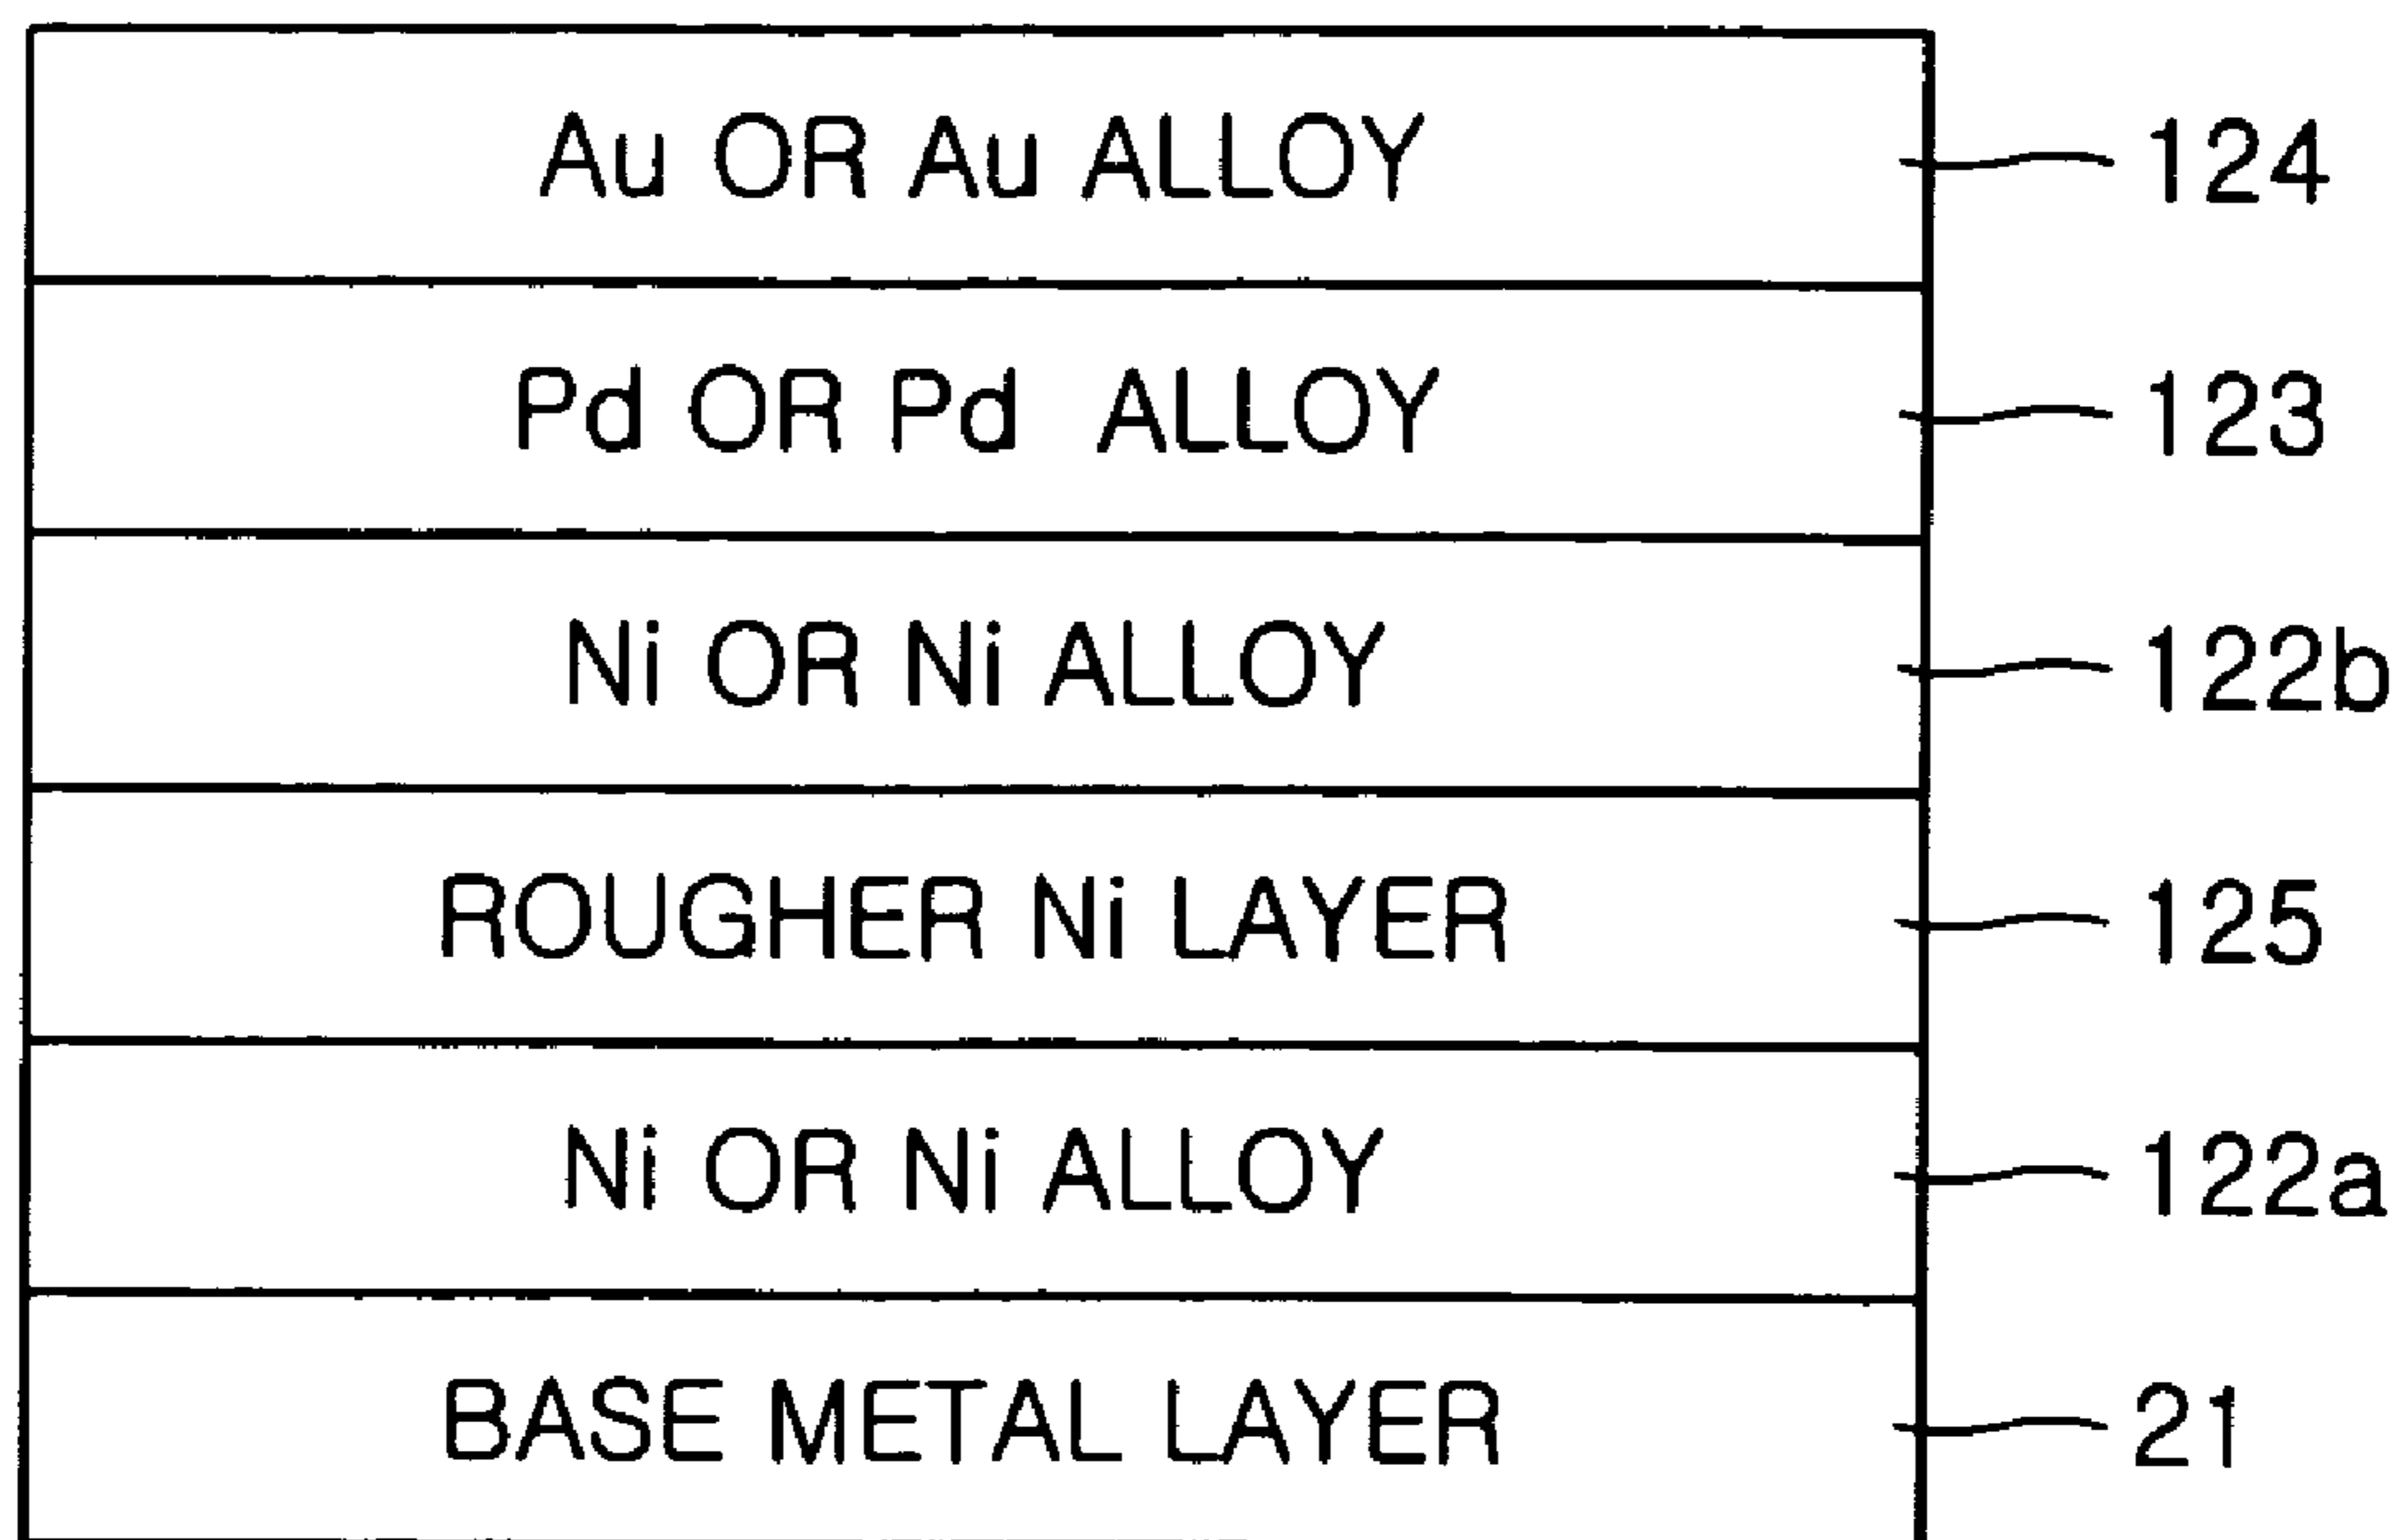 Au OR Au ALLOY 124
Pd OR Pd ALLOY 123
Ni OR Ni ALLOY 122b
ROUGHER Ni LAYER 125
Ni OR Ni ALLOY 122a
BASE METAL LAYER 21